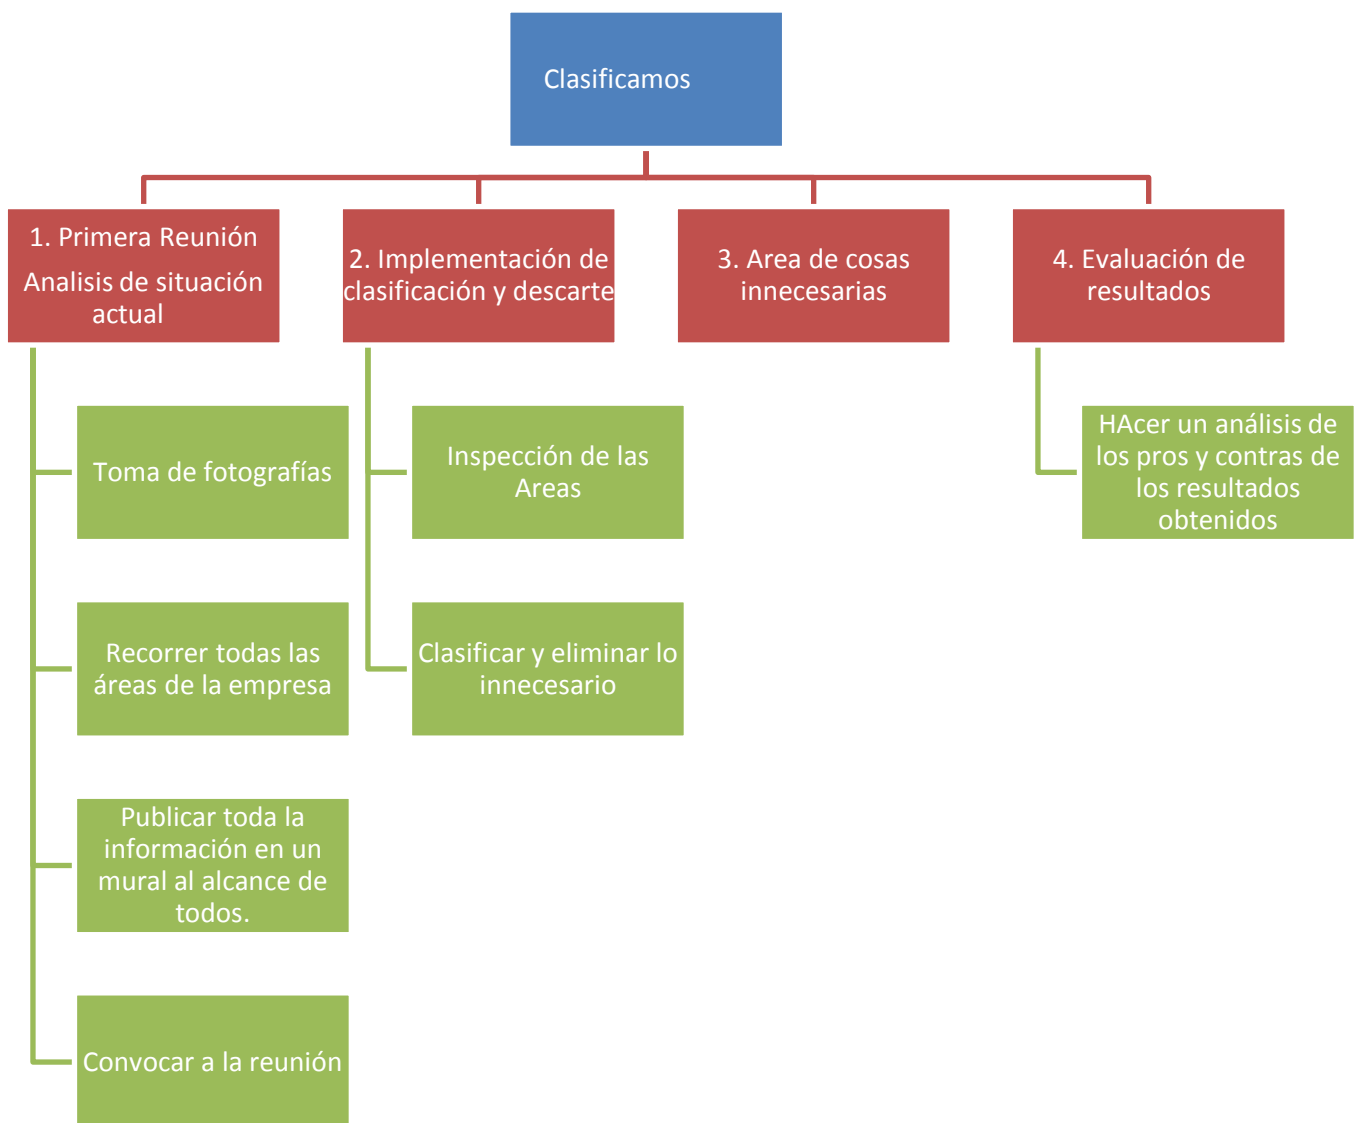 Clasificamos
1. Primera Reunión
Analisis de situación
actual
2. Implementación de
clasificación y descarte
3. Area de cosas
innecesarias
4. Evaluación de
resultados
Toma de fotografías
Recorrer todas las
áreas de la empresa
Publicar toda la
información en un
mural al alcance de
todos.
Convocar a la reunión
Inspección de las
Areas
Clasificar y eliminar lo
innecesario
HAcer un análisis de
los pros y contras de
los resultados
obtenidos